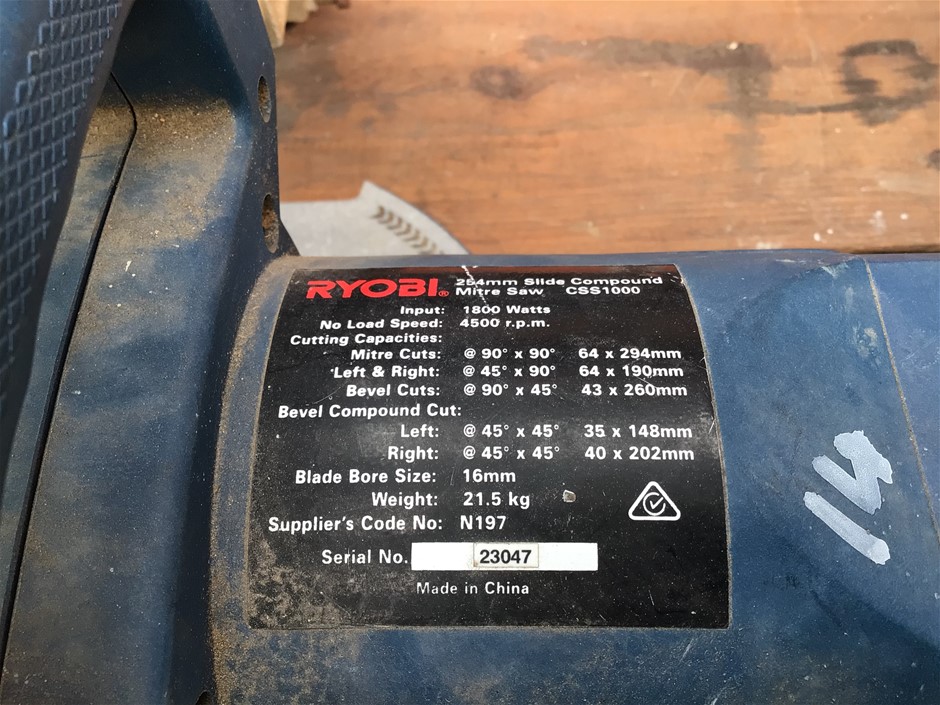 RYOBI® 254mm Slide Compound
Mitre Saw CSS1000
Input: 1800 Watts
No Load Speed: 4500 r.p.m.
Cutting Capacities:
Mitre Cuts: @ 90° x 90° 64 x 294mm
Left & Right: @ 45° x 90° 64 x 190mm
Bevel Cuts: @ 90° x 45° 43 x 260mm
Bevel Compound Cut:
Left: @ 45° x 45° 35 x 148mm
Right: @ 45° x 45° 40 x 202mm
Blade Bore Size: 16mm
Weight: 21.5 kg
Supplier's Code No: N197
Serial No. 23047
Made in China
14